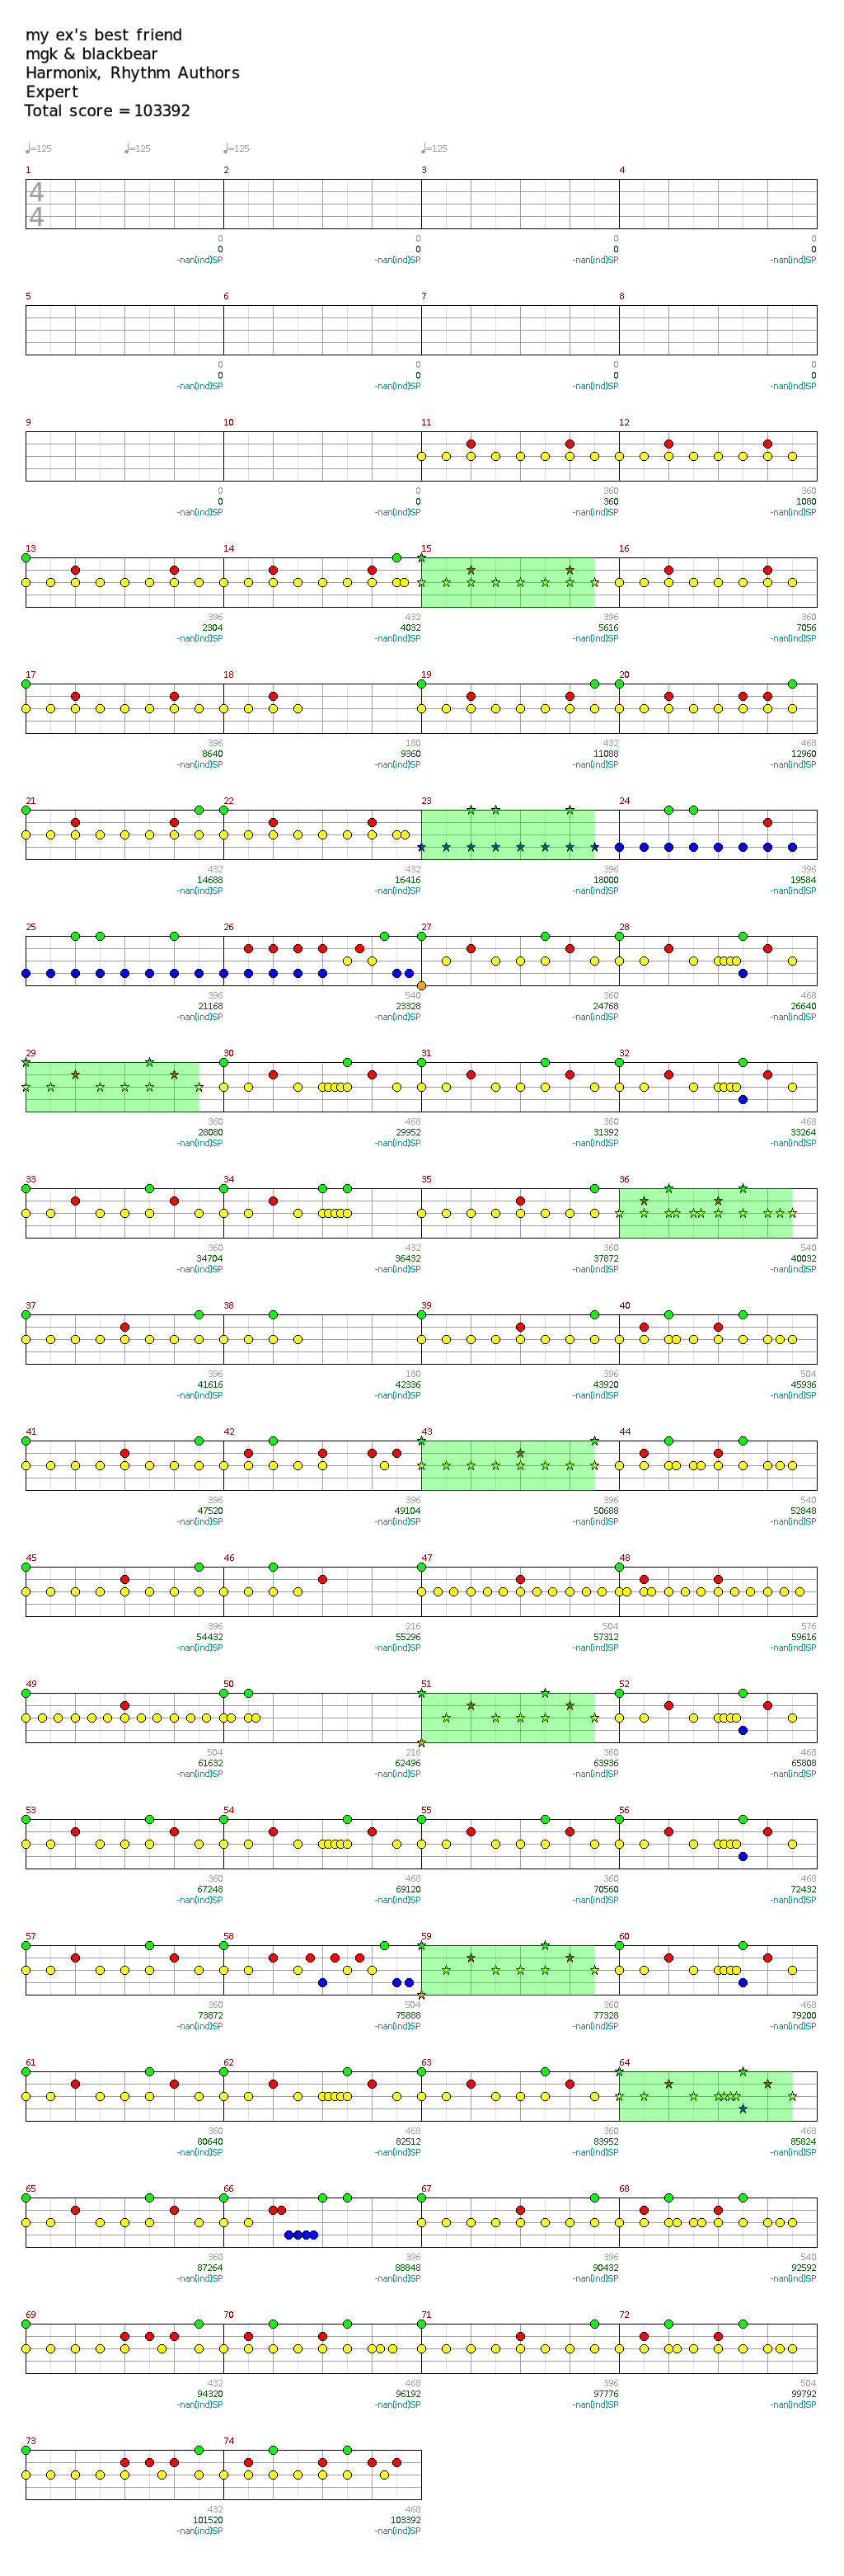 my ex's best friend
mgk & blackbear
Harmonix, Rhythm Authors
Expert
Total score = 103392
♩=125 ♩=125 ♩=125 ♩=125
1 2 3 4
4
4
0 0 0 0
0 0 0 0
-nan(ind)SP -nan(ind)SP -nan(ind)SP -nan(ind)SP
5 6 7 8
0 0 0 0
0 0 0 0
-nan(ind)SP -nan(ind)SP -nan(ind)SP -nan(ind)SP
9 10 11 12
0 0 360 360
0 0 360 1080
-nan(ind)SP -nan(ind)SP -nan(ind)SP -nan(ind)SP
13 14 15 16
396 432 396 360
2304 4032 5616 7056
-nan(ind)SP -nan(ind)SP -nan(ind)SP -nan(ind)SP
17 18 19 20
396 180 432 468
8640 9360 11088 12960
-nan(ind)SP -nan(ind)SP -nan(ind)SP -nan(ind)SP
21 22 23 24
432 432 396 396
14688 16416 18000 19584
-nan(ind)SP -nan(ind)SP -nan(ind)SP -nan(ind)SP
25 26 27 28
396 540 360 468
21168 23328 24768 26640
-nan(ind)SP -nan(ind)SP -nan(ind)SP -nan(ind)SP
29 30 31 32
360 468 360 468
28080 29952 31392 33264
-nan(ind)SP -nan(ind)SP -nan(ind)SP -nan(ind)SP
33 34 35 36
360 432 360 540
34704 36432 37872 40032
-nan(ind)SP -nan(ind)SP -nan(ind)SP -nan(ind)SP
37 38 39 40
396 180 396 504
41616 42336 43920 45936
-nan(ind)SP -nan(ind)SP -nan(ind)SP -nan(ind)SP
41 42 43 44
396 396 396 540
47520 49104 50688 52848
-nan(ind)SP -nan(ind)SP -nan(ind)SP -nan(ind)SP
45 46 47 48
396 216 504 576
54432 55296 57312 59616
-nan(ind)SP -nan(ind)SP -nan(ind)SP -nan(ind)SP
49 50 51 52
504 216 360 468
61632 62496 63936 65808
-nan(ind)SP -nan(ind)SP -nan(ind)SP -nan(ind)SP
53 54 55 56
360 468 360 468
67248 69120 70560 72432
-nan(ind)SP -nan(ind)SP -nan(ind)SP -nan(ind)SP
57 58 59 60
360 504 360 468
73872 75888 77328 79200
-nan(ind)SP -nan(ind)SP -nan(ind)SP -nan(ind)SP
61 62 63 64
360 468 360 468
80640 82512 83952 85824
-nan(ind)SP -nan(ind)SP -nan(ind)SP -nan(ind)SP
65 66 67 68
360 396 396 540
87264 88848 90432 92592
-nan(ind)SP -nan(ind)SP -nan(ind)SP -nan(ind)SP
69 70 71 72
432 468 396 504
94320 96192 97776 99792
-nan(ind)SP -nan(ind)SP -nan(ind)SP -nan(ind)SP
73 74
432 468
101520 103392
-nan(ind)SP -nan(ind)SP